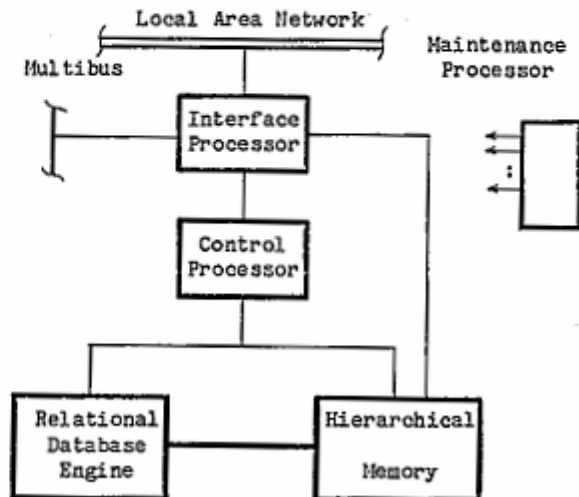 Local Area Network
Multibus
Maintenance
Processor
Interface
Processor
:
Control
Processor
Relational
Database
Engine
Hierarchical
Memory